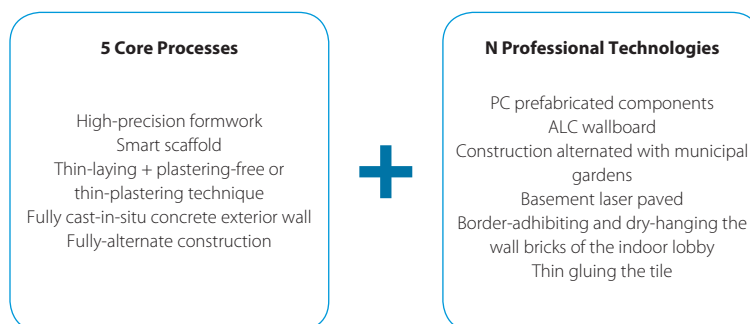 5 Core Processes
High-precision formwork
Smart scaffold
Thin-laying + plastering-free or
thin-plastering technique
Fully cast-in-situ concrete exterior wall
Fully-alternate construction
+
N Professional Technologies
PC prefabricated components
ALC wallboard
Construction alternated with municipal
gardens
Basement laser paved
Border-adhibiting and dry-hanging the
wall bricks of the indoor lobby
Thin gluing the tile